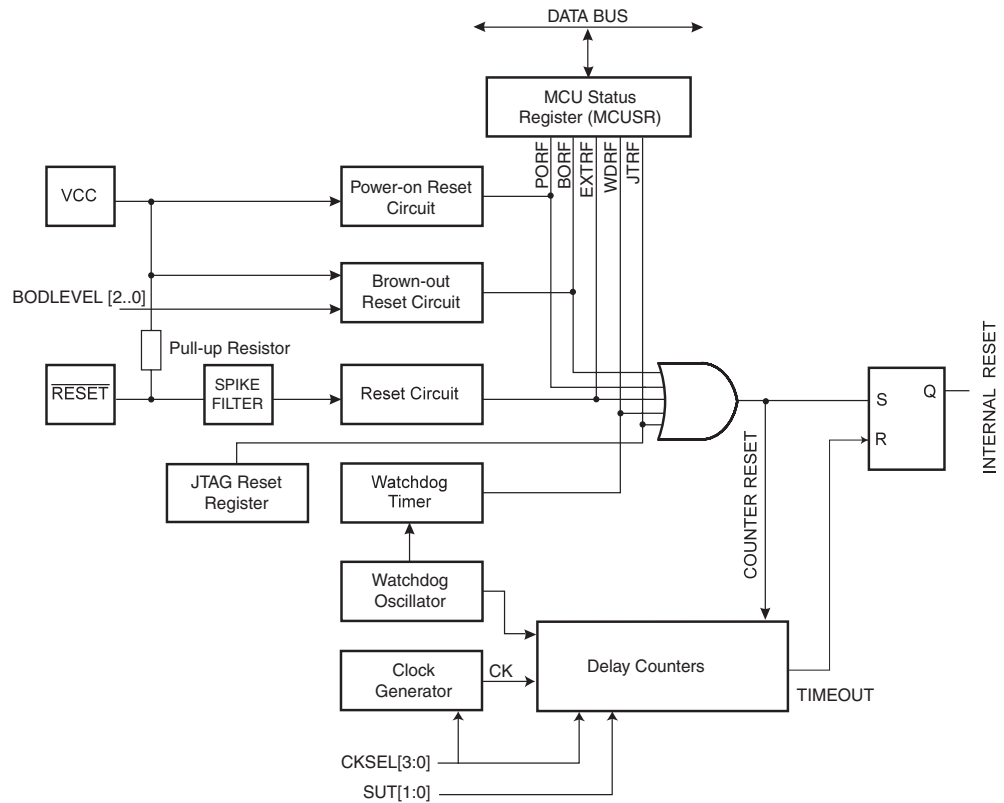 DATA BUS
MCU Status
Register (MCUSR)
PORF
BORF
EXTRF
WDRF
JTRF
VCC
Power-on Reset
Circuit
Brown-out
Reset Circuit
BODLEVEL [2..0]
Pull-up Resistor
RESET
SPIKE
FILTER
Reset Circuit
JTAG Reset
Register
Watchdog
Timer
Watchdog
Oscillator
Clock
Generator
CK
Delay Counters
COUNTER RESET
S
R
Q
INTERNAL RESET
TIMEOUT
CKSEL[3:0]
SUT[1:0]